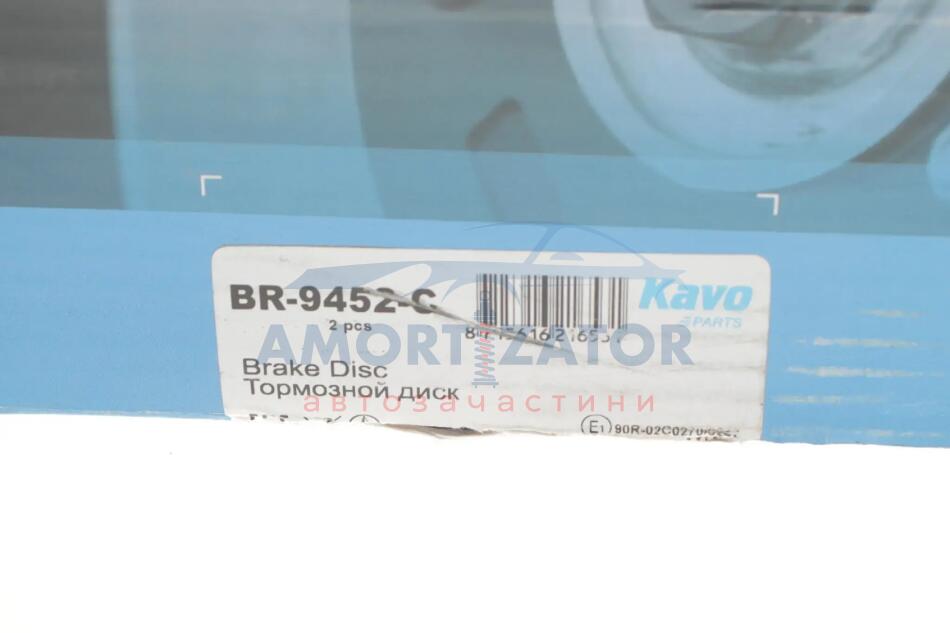 BR-9452-C
2 pcs
Kavo
PARTS
AMORTIZATOR
Brake Disc
Тормозной диск
автозапчастини
E1